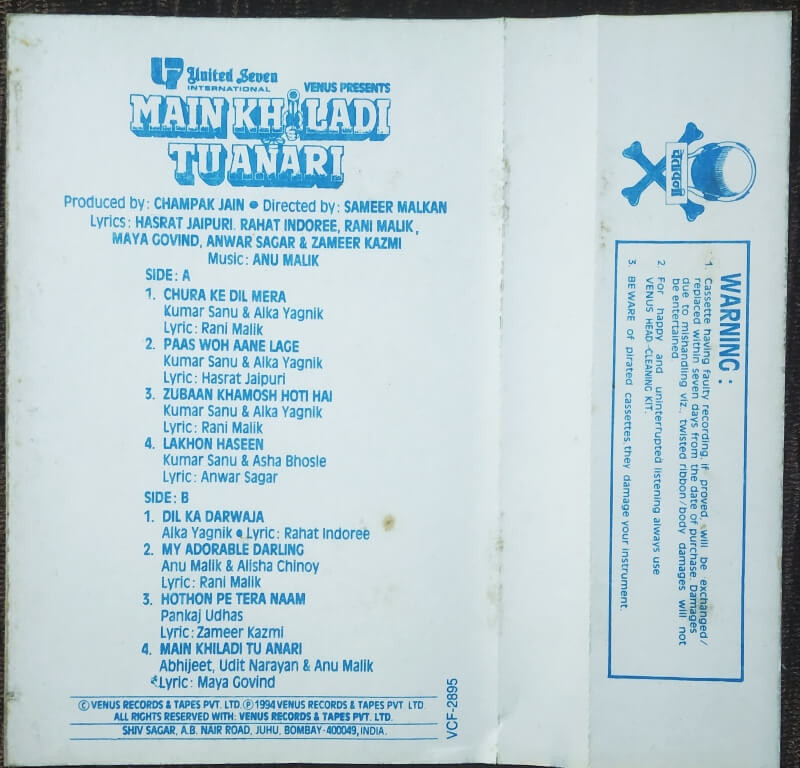 United Seven
INTERNATIONAL
VENUS PRESENTS
MAIN KHILADI
TU ANARI
Produced by: CHAMPAK JAIN • Directed by: SAMEER MALKAN
Lyrics: HASRAT JAIPURI. RAHAT INDOREE, RANI MALIK,
MAYA GOVIND, ANWAR SAGAR & ZAMEER KAZMI
Music: ANU MALIK
SIDE: A
1. CHURA KE DIL MERA
Kumar Sanu & Alka Yagnik
Lyric: Rani Malik
2. PAAS WOH AANE LAGE
Kumar Sanu & Alka Yagnik
Lyric: Hasrat Jaipuri
3. ZUBAAN KHAMOSH HOTI HAI
Kumar Sanu & Alka Yagnik
Lyric: Rani Malik
4. LAKHON HASEEN
Kumar Sanu & Asha Bhosle
Lyric: Anwar Sagar
SIDE: B
1. DIL KA DARWAJA
Alka Yagnik • Lyric: Rahat Indoree
2. MY ADORABLE DARLING
Anu Malik & Alisha Chinoy
Lyric: Rani Malik
3. HOTHON PE TERA NAAM
Pankaj Udhas
Lyric: Zameer Kazmi
4. MAIN KHILADI TU ANARI
Abhijeet, Udit Narayan & Anu Malik
Lyric: Maya Govind
© VENUS RECORDS & TAPES PVT. LTD. ℗ 1994 VENUS RECORDS & TAPES PVT. LTD.
ALL RIGHTS RESERVED WITH: VENUS RECORDS & TAPES PVT. LTD.
SHIV SAGAR, A.B. NAIR ROAD, JUHU, BOMBAY-400049, INDIA.
VCF-2895
चेतावनी
WARNING:
1. Cassette having faulty recording, if proved, will be exchanged/
replaced within seven days from the date of purchase. Damages
due to mishandling viz., twisted ribbon/body damages will not
be entertained
2. For happy and uninterrupted listening always use
VENUS HEAD-CLEANING KIT.
3. BEWARE of pirated cassettes, they damage your instrument.